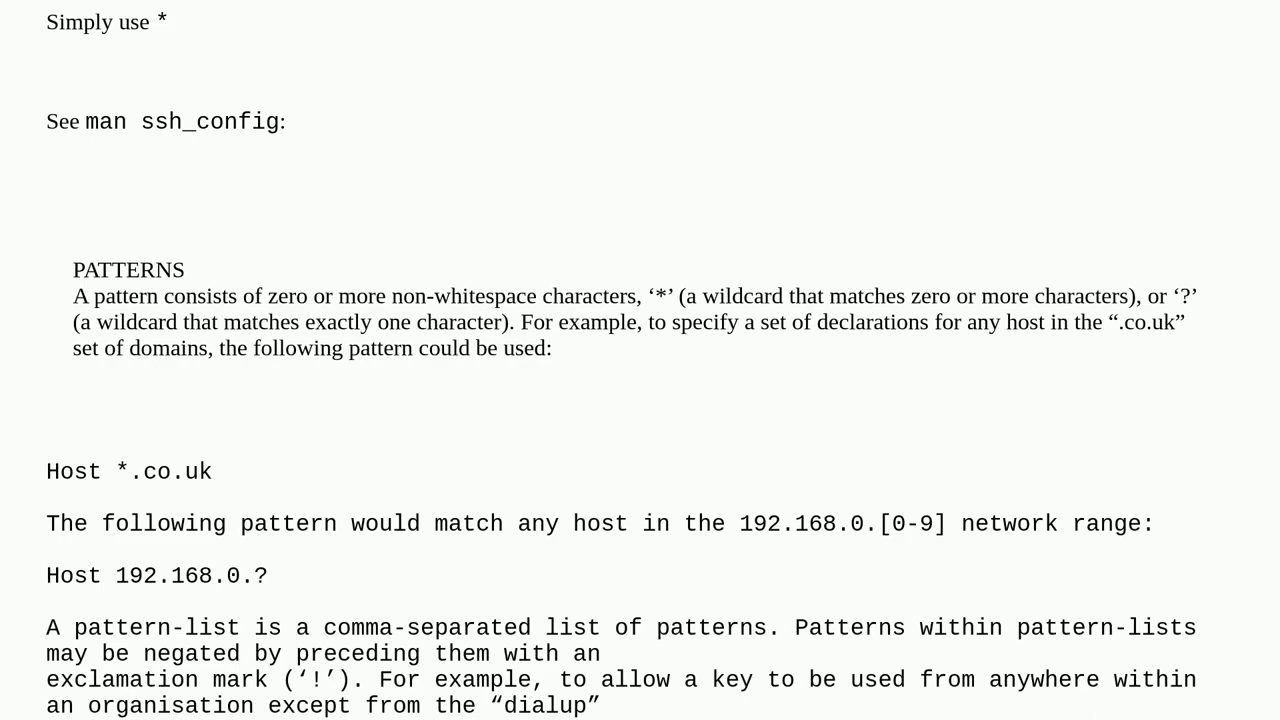 Simply use *
See man ssh_config:
PATTERNS
A pattern consists of zero or more non-whitespace characters, ‘*’ (a wildcard that matches zero or more characters), or ‘?’
(a wildcard that matches exactly one character). For example, to specify a set of declarations for any host in the “.co.uk”
set of domains, the following pattern could be used:
Host *.co.uk
The following pattern would match any host in the 192.168.0.[0-9] network range:
Host 192.168.0.?
A pattern-list is a comma-separated list of patterns. Patterns within pattern-lists
may be negated by preceding them with an
exclamation mark (‘!’). For example, to allow a key to be used from anywhere within
an organisation except from the “dialup”